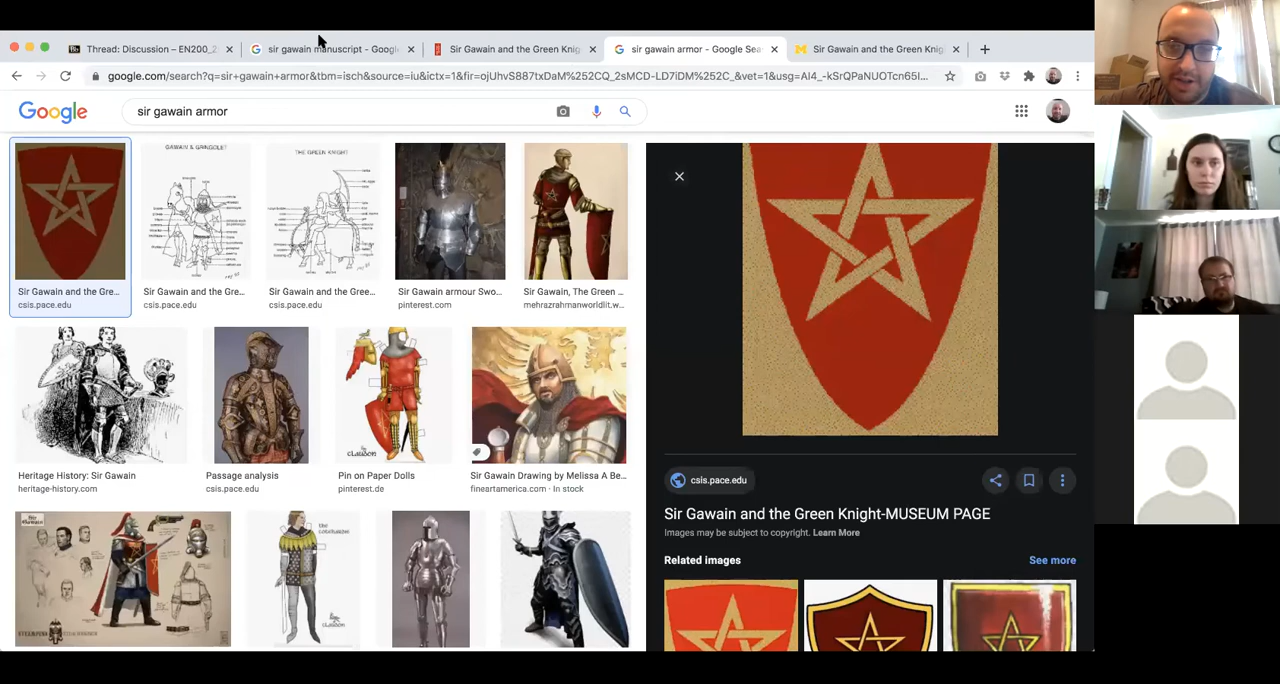 Thread: Discussion – EN200_2
sir gawain manuscript - Googl
Sir Gawain and the Green Knig
sir gawain armor - Google Sea
Sir Gawain and the Green Knig
google.com/search?q=sir+gawain+armor&tbm=isch&source=iu&ictx=1&fir=ojUhvS887txDaM%252CQ_2sMCD-LD7iDM%252C_&vet=1&usg=AI4_-kSrQPaNUOTcn65I...
Google
sir gawain armor
GAWAIN & GRINGOLET
THE GREEN KNIGHT
Sir Gawain and the Gre...
csis.pace.edu
Sir Gawain and the Gre...
csis.pace.edu
Sir Gawain and the Gree...
csis.pace.edu
Sir Gawain armour Swo...
pinterest.com
Sir Gawain, The Green ...
mehrazrahmanworldlit.w...
Heritage History: Sir Gawain
heritage-history.com
Passage analysis
csis.pace.edu
Pin on Paper Dolls
pinterest.de
Sir Gawain Drawing by Melissa A Be...
fineartamerica.com · In stock
csis.pace.edu
Sir Gawain and the Green Knight-MUSEUM PAGE
Images may be subject to copyright. Learn More
Related images
See more